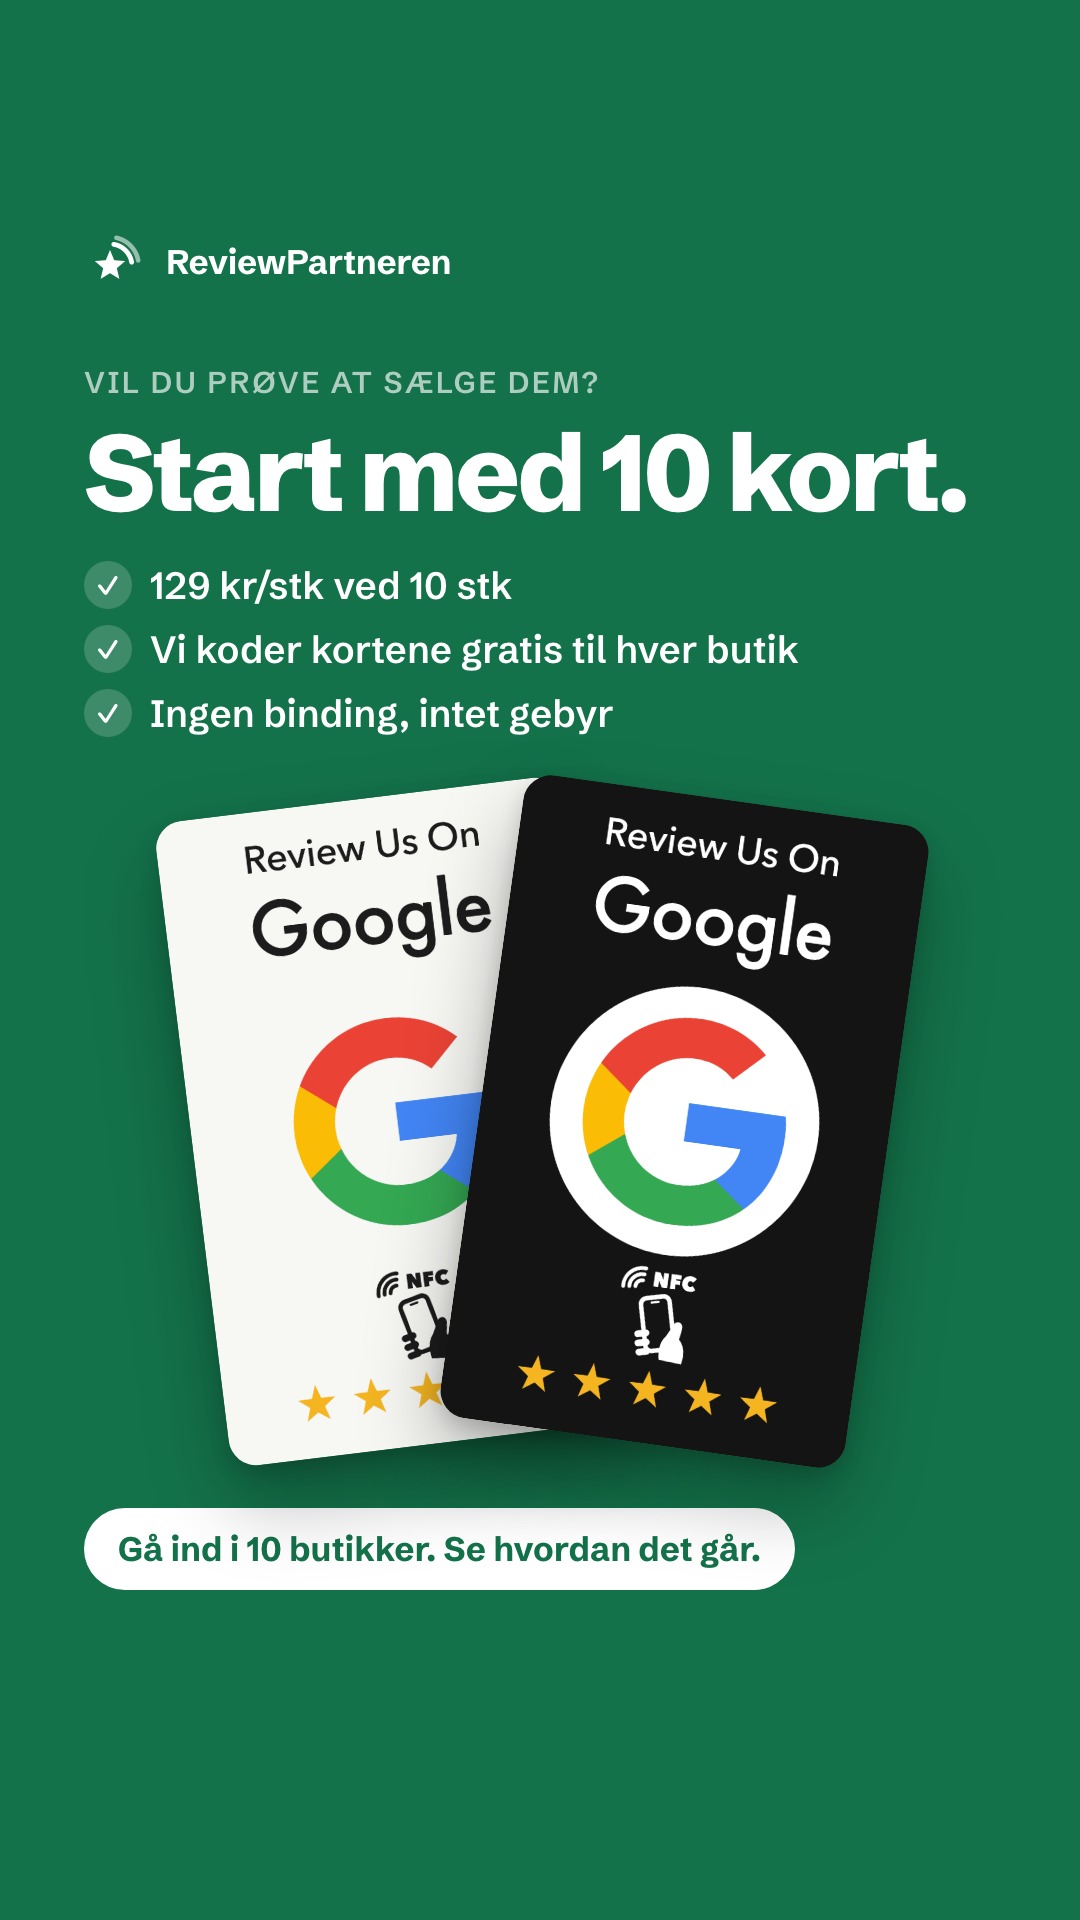 ReviewPartneren
VIL DU PRØVE AT SÆLGE DEM?
Start med 10 kort.
129 kr/stk ved 10 stk
Vi koder kortene gratis til hver butik
Ingen binding, intet gebyr
Review Us On
Google
NFC
Review Us On
Google
NFC
Gå ind i 10 butikker. Se hvordan det går.